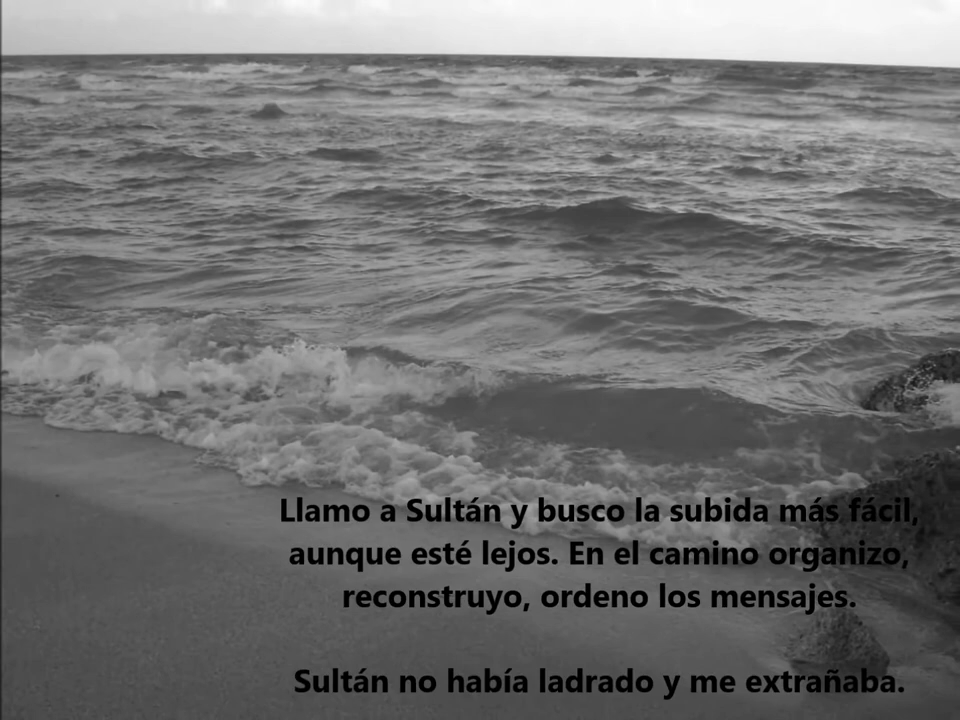 Llamo a Sultán y busco la subida más fácil,
aunque esté lejos. En el camino organizo,
reconstruyo, ordeno los mensajes.
Sultán no había ladrado y me extrañaba.